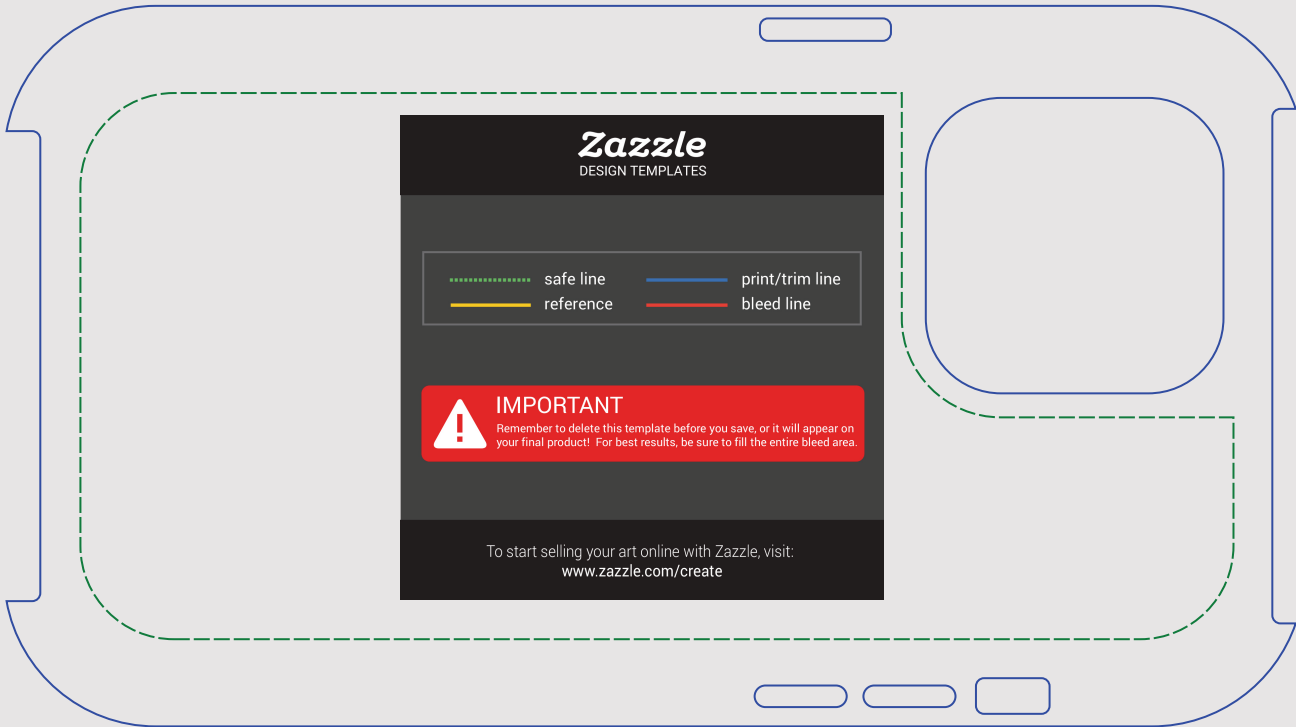 Zazzle
DESIGN TEMPLATES
safe line
print/trim line
reference
bleed line
IMPORTANT
Remember to delete this template before you save, or it will appear on
your final product! For best results, be sure to fill the entire bleed area.
To start selling your art online with Zazzle, visit:
www.zazzle.com/create